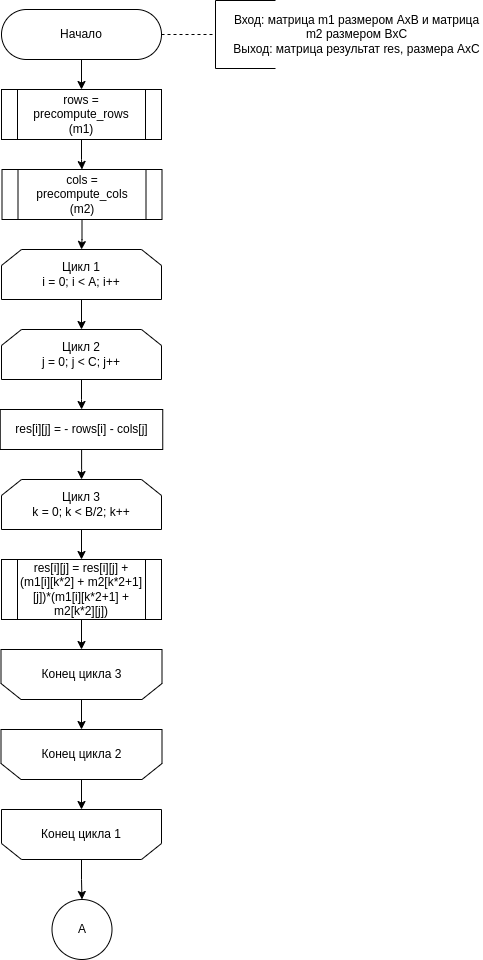 Начало
Вход: матрица m1 размером AxB и матрица
m2 размером BxC
Выход: матрица результат res, размера AxC
rows =
precompute_rows
(m1)
cols =
precompute_cols
(m2)
Цикл 1
i = 0; i < A; i++
Цикл 2
j = 0; j < C; j++
res[i][j] = - rows[i] - cols[j]
Цикл 3
k = 0; k < B/2; k++
res[i][j] = res[i][j] +
(m1[i][k*2] + m2[k*2+1]
[j])*(m1[i][k*2+1] +
m2[k*2][j])
Конец цикла 3
Конец цикла 2
Конец цикла 1
A